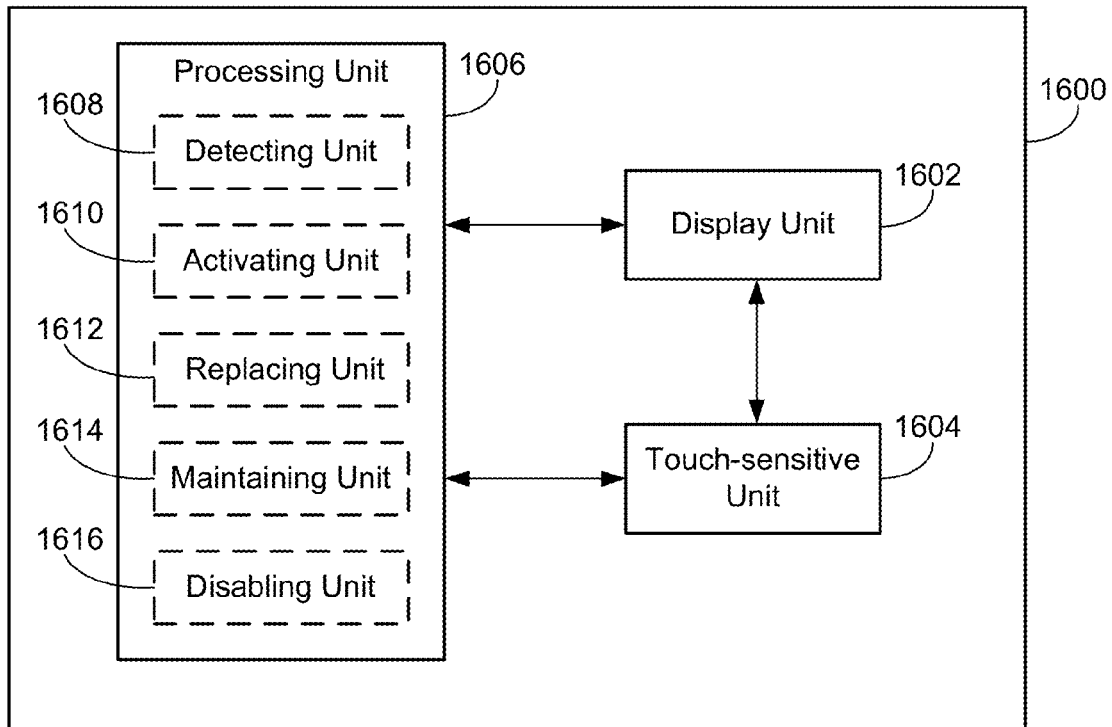 Processing Unit
1606
1600
1608
Detecting Unit
1602
Display Unit
1610
Activating Unit
1612
Replacing Unit
1614
Maintaining Unit
1604
Touch-sensitive
Unit
1616
Disabling Unit